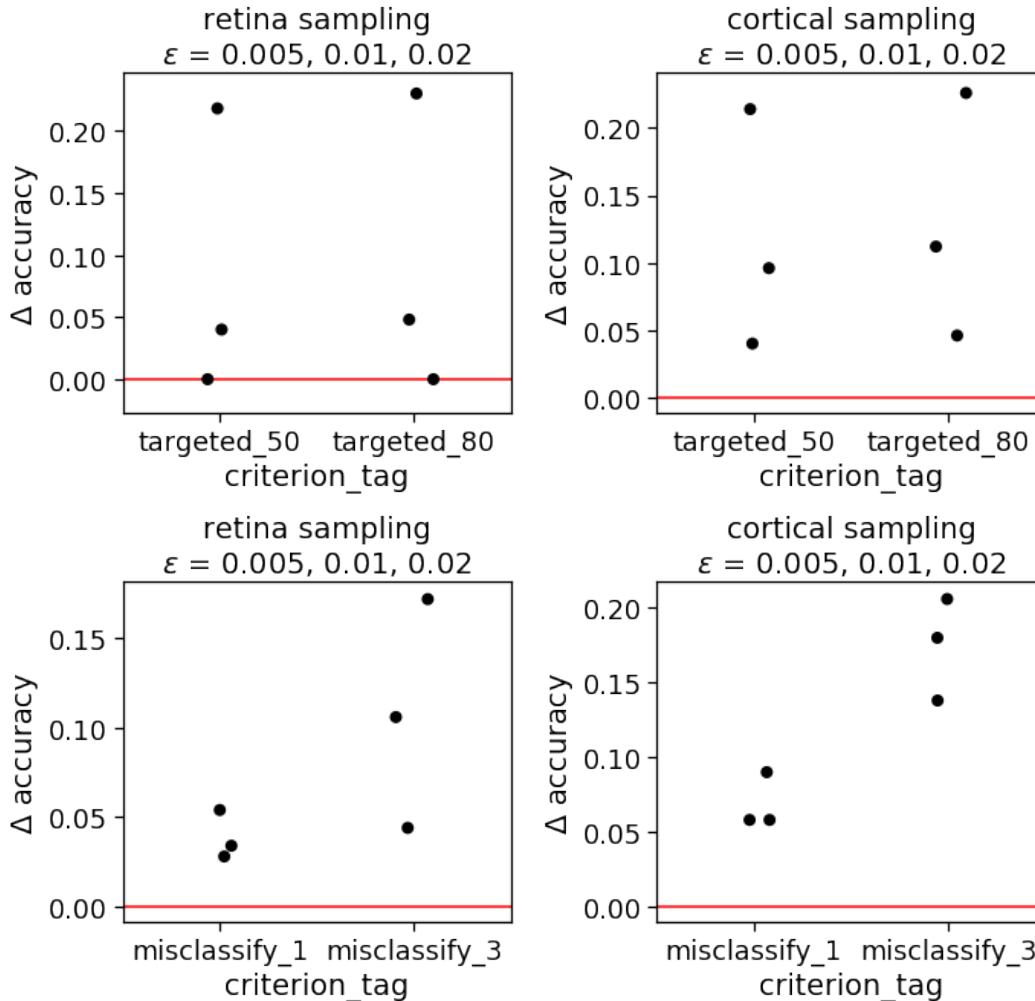 retina sampling
ε = 0.005, 0.01, 0.02
Δ accuracy
0.20
0.15
0.10
0.05
0.00
targeted_50
targeted_80
criterion_tag
cortical sampling
ε = 0.005, 0.01, 0.02
Δ accuracy
0.20
0.15
0.10
0.05
0.00
targeted_50
targeted_80
criterion_tag
retina sampling
ε = 0.005, 0.01, 0.02
Δ accuracy
0.15
0.10
0.05
0.00
misclassify_1
misclassify_3
criterion_tag
cortical sampling
ε = 0.005, 0.01, 0.02
Δ accuracy
0.20
0.15
0.10
0.05
0.00
misclassify_1
misclassify_3
criterion_tag